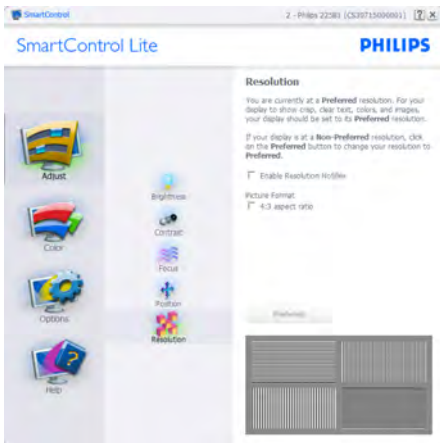 SmartControl
2 - Philips 225B1 (CS39715000001)
SmartControl Lite
PHILIPS
Adjust
Color
Options
Help
Brightness
Contrast
Focus
Position
Resolution
Resolution
You are currently at a Preferred resolution. For your
display to show crisp, clear text, colors, and images,
your display should be set to its Preferred resolution.
If your display is at a Non-Preferred resolution, click
on the Preferred button to change your resolution to
Preferred.
Enable Resolution Notifier
Picture Format
4:3 aspect ratio
Preferred